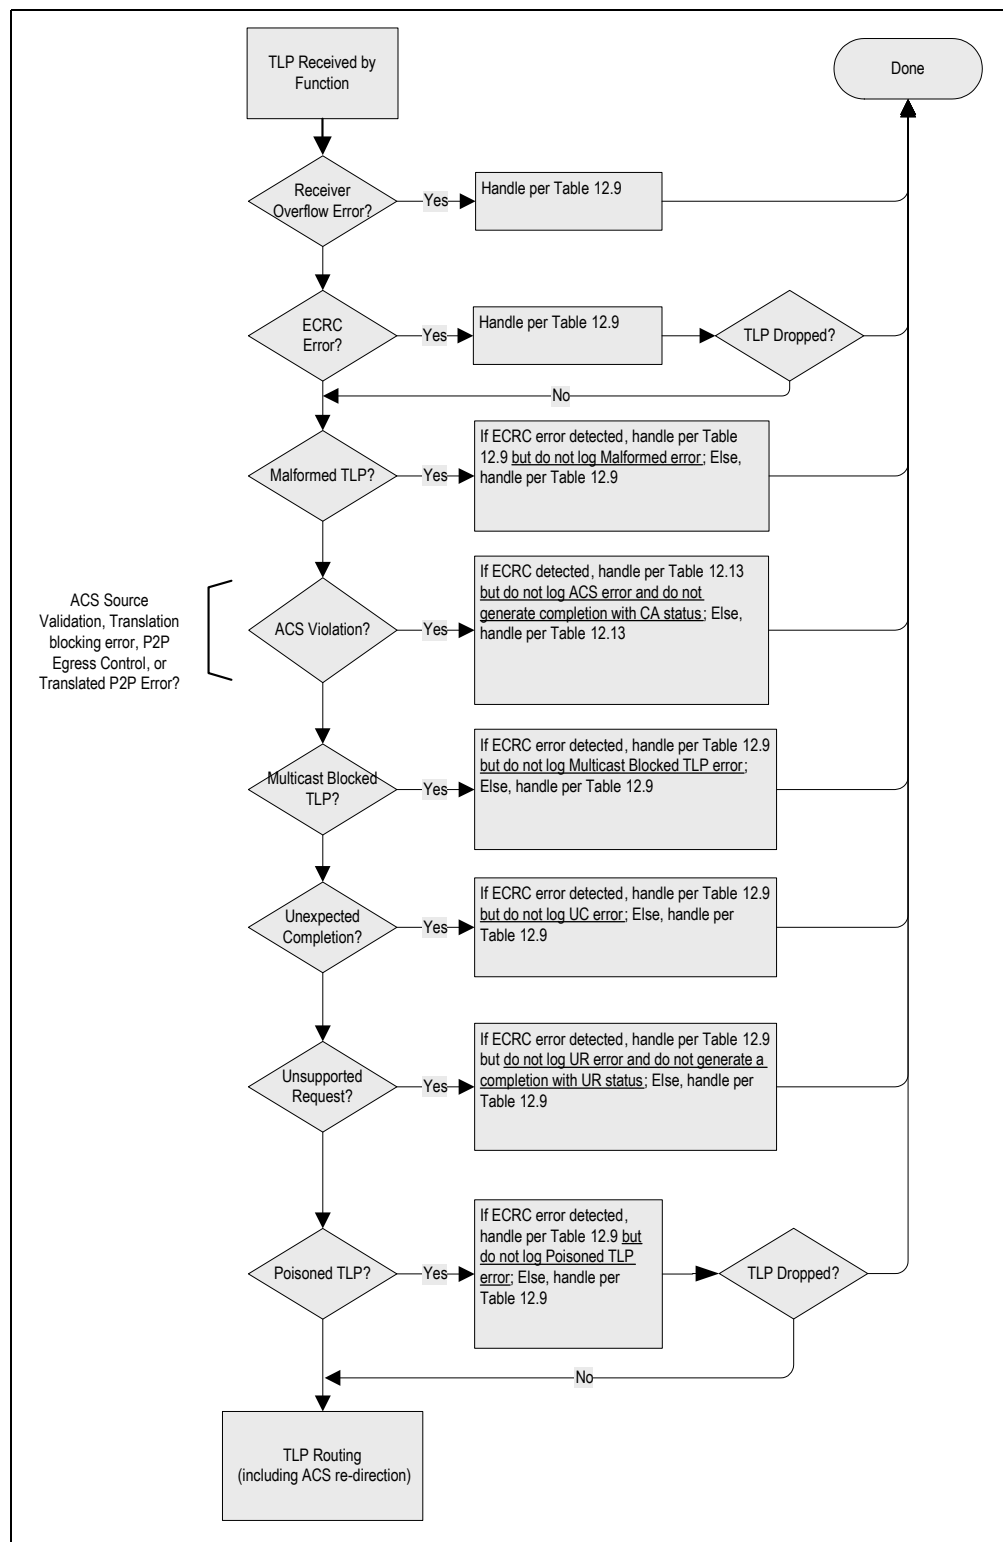 TLP Received by
Function
Done
Receiver
Overflow Error?
Yes
Handle per Table 12.9
ECRC
Error?
Yes
Handle per Table 12.9
TLP Dropped?
No
Malformed TLP?
Yes
If ECRC error detected, handle per Table
12.9 but do not log Malformed error; Else,
handle per Table 12.9
ACS Source
Validation, Translation
blocking error, P2P
Egress Control, or
Translated P2P Error?
ACS Violation?
Yes
If ECRC detected, handle per Table 12.13
but do not log ACS error and do not
generate completion with CA status; Else,
handle per Table 12.13
Multicast Blocked
TLP?
Yes
If ECRC error detected, handle per Table 12.9
but do not log Multicast Blocked TLP error;
Else, handle per Table 12.9
Unexpected
Completion?
Yes
If ECRC error detected, handle per Table 12.9
but do not log UC error; Else, handle per
Table 12.9
Unsupported
Request?
Yes
If ECRC error detected, handle per Table 12.9
but do not log UR error and do not generate a
completion with UR status; Else, handle per
Table 12.9
Poisoned TLP?
Yes
If ECRC error detected,
handle per Table 12.9 but
do not log Poisoned TLP
error; Else, handle per
Table 12.9
TLP Dropped?
No
TLP Routing
(including ACS re-direction)